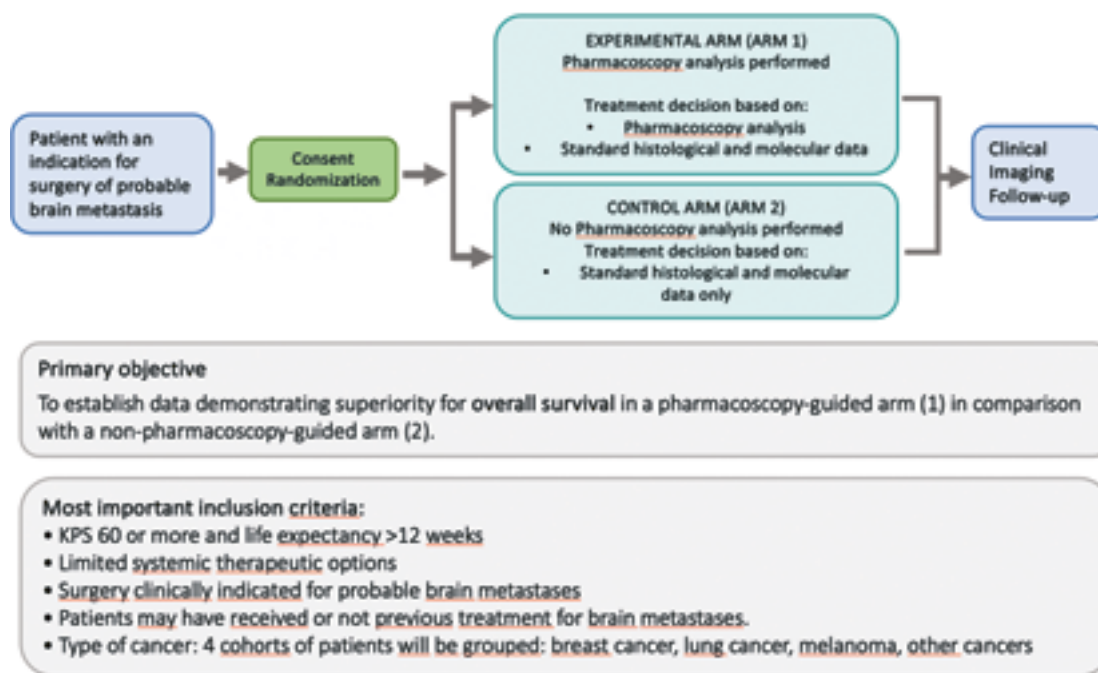 Patient with an
indication for
surgery of probable
brain metastasis
Consent
Randomization
EXPERIMENTAL ARM (ARM 1)
Pharmacoscopy analysis performed
Treatment decision based on:
• Pharmacoscopy analysis
• Standard histological and molecular data
CONTROL ARM (ARM 2)
No Pharmacoscopy analysis performed
Treatment decision based on:
• Standard histological and molecular
data only
Clinical
Imaging
Follow-up
Primary objective
To establish data demonstrating superiority for overall survival in a pharmacoscopy-guided arm (1) in comparison
with a non-pharmacoscopy-guided arm (2).
Most important inclusion criteria:
• KPS 60 or more and life expectancy >12 weeks
• Limited systemic therapeutic options
• Surgery clinically indicated for probable brain metastases
• Patients may have received or not previous treatment for brain metastases.
• Type of cancer: 4 cohorts of patients will be grouped: breast cancer, lung cancer, melanoma, other cancers